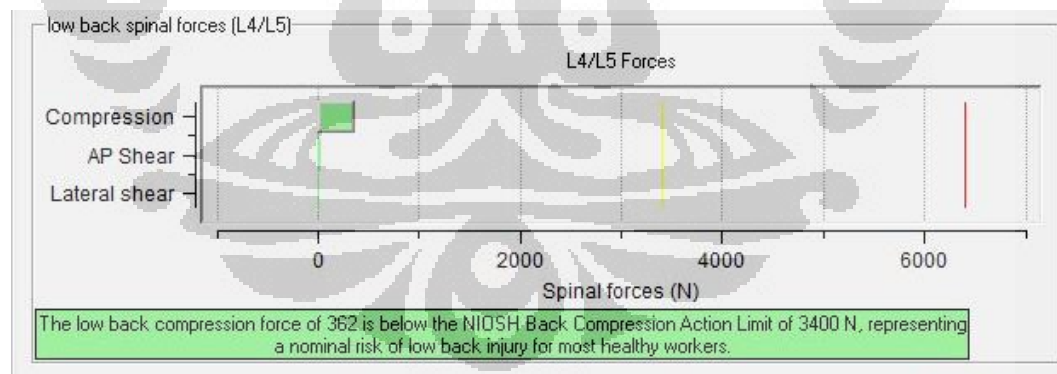 low back spinal forces (L4/L5)
L4/L5 Forces
Compression
AP Shear
Lateral shear
0 2000 4000 6000
Spinal forces (N)
The low back compression force of 362 is below the NIOSH Back Compression Action Limit of 3400 N, representing
a nominal risk of low back injury for most healthy workers.